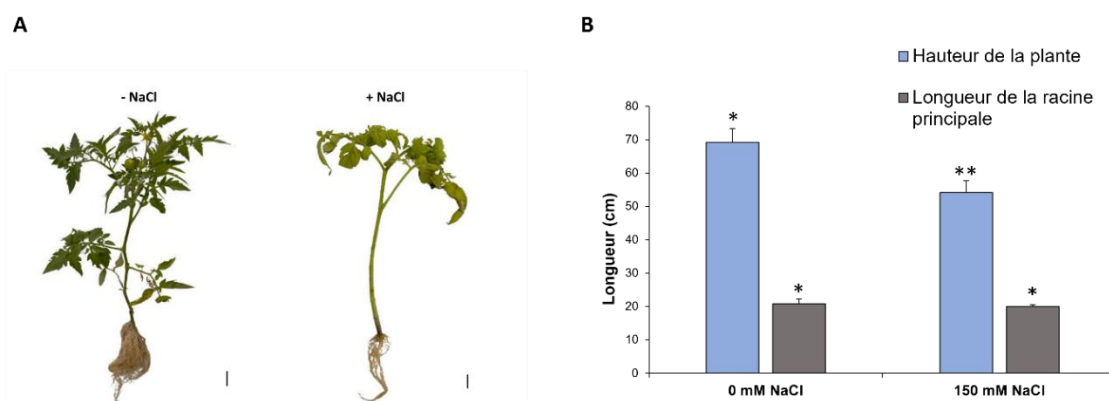 A
- NaCl
+ NaCl
B
Hauteur de la plante
Longueur de la racine
principale
Longueur (cm)
80
70
60
50
40
30
20
10
0
*
*
**
*
0 mM NaCl
150 mM NaCl